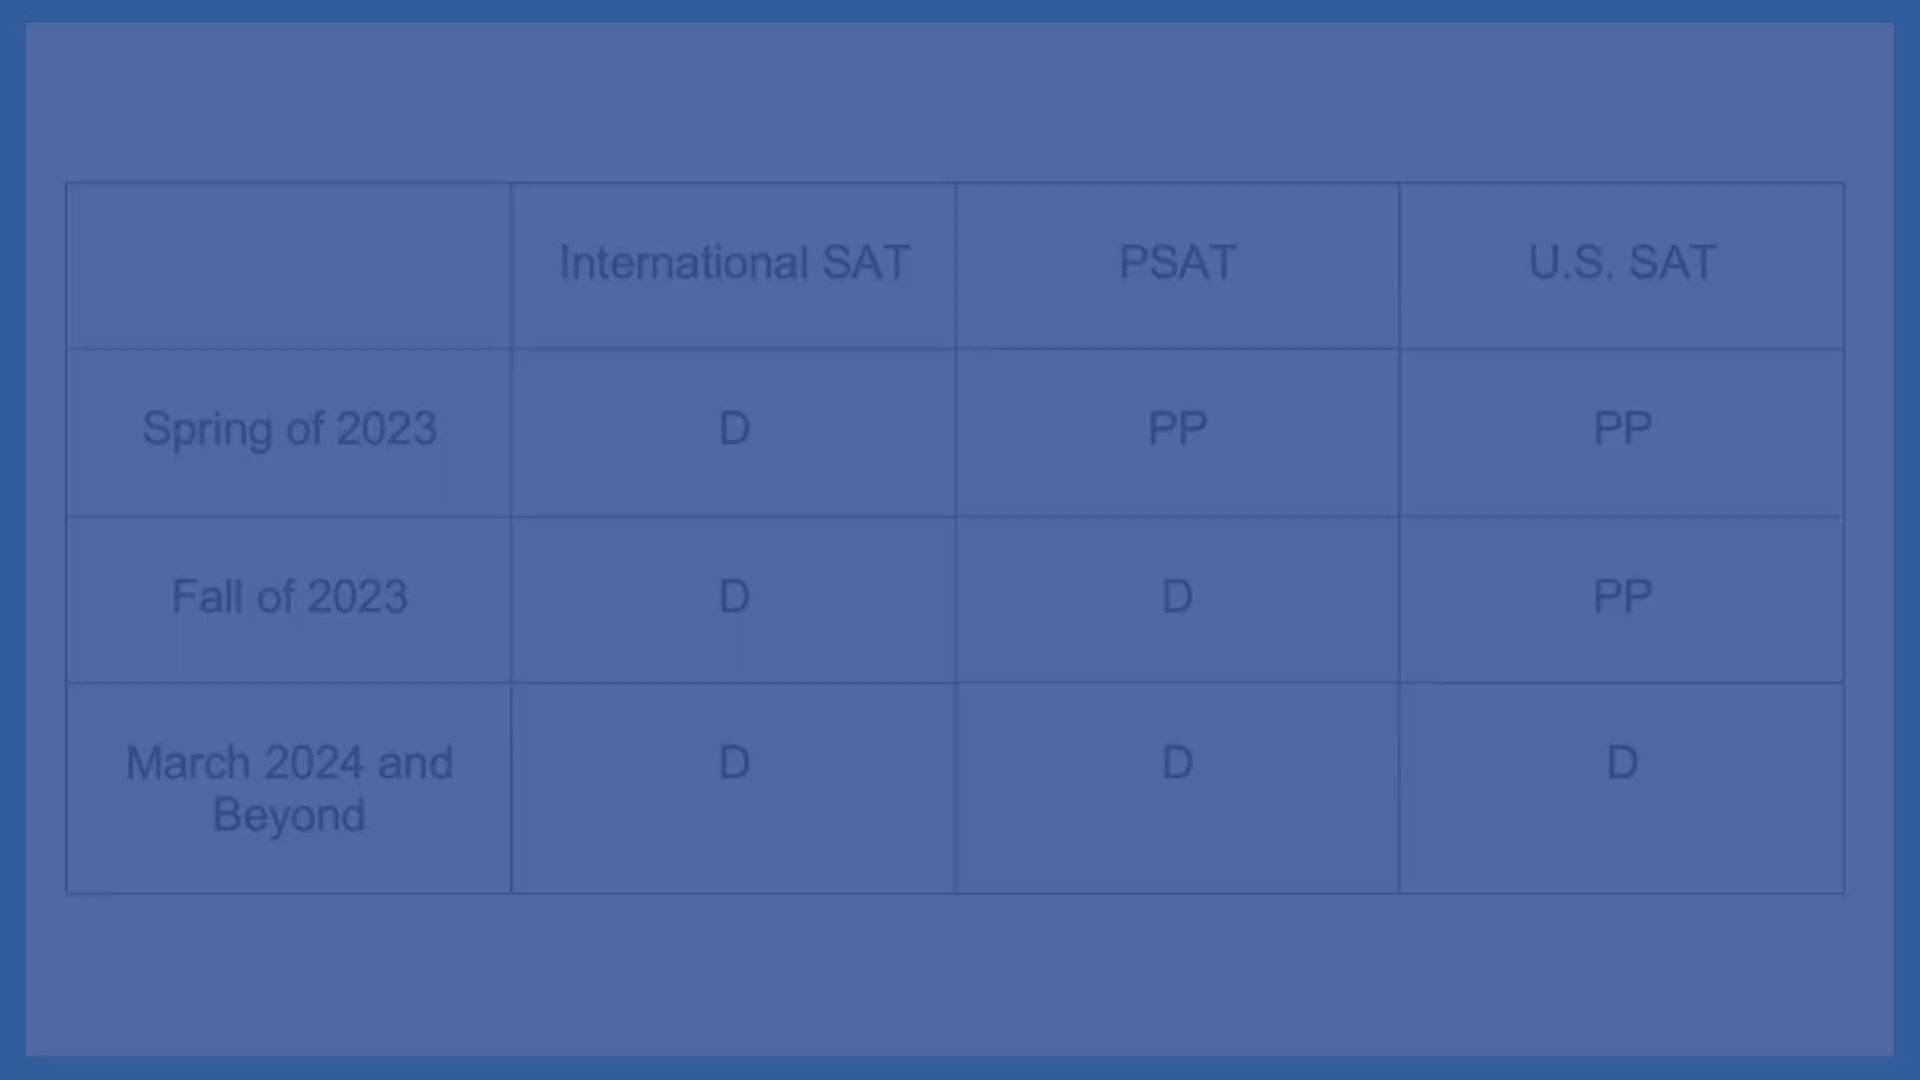 International SAT PSAT U.S. SAT
Spring of 2023 D PP PP
Fall of 2023 D D PP
March 2024 and D D D
Beyond